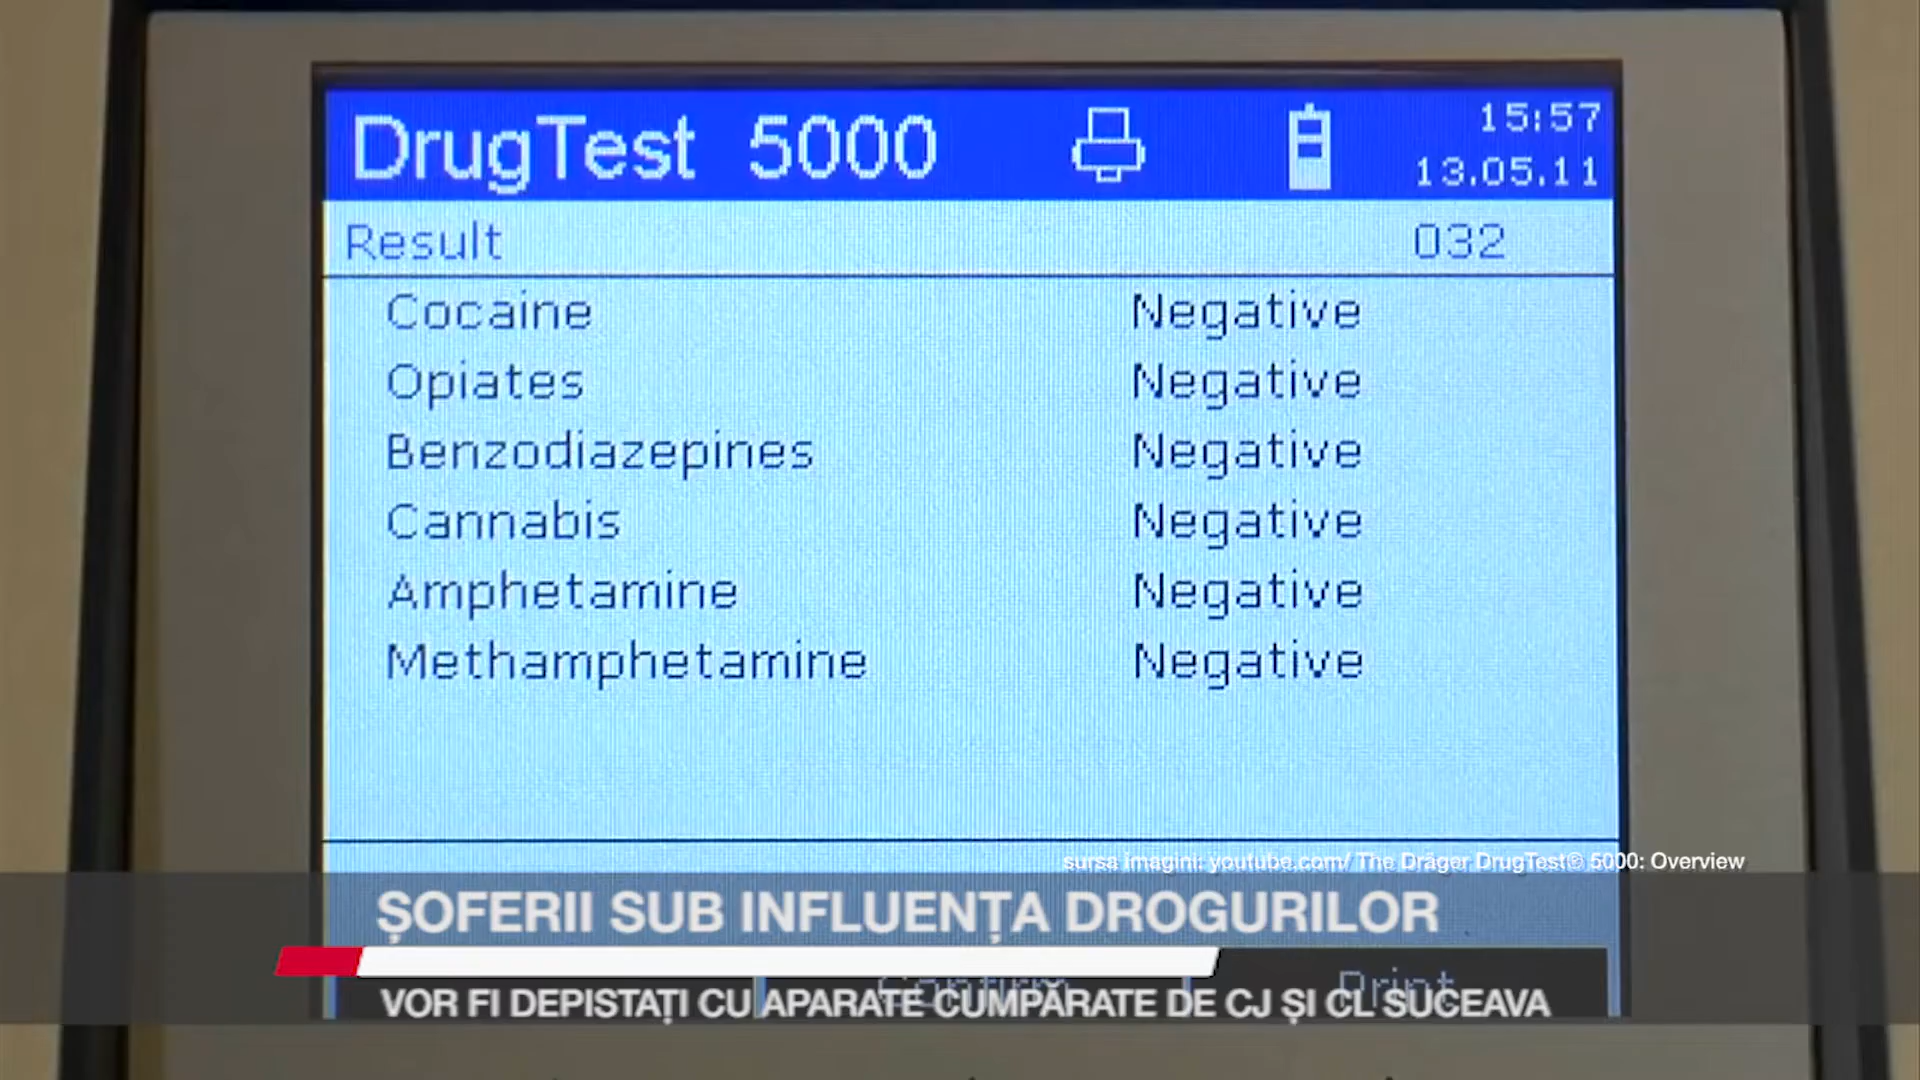 DrugTest 5000
15:57
13.05.11
Result 032
Cocaine Negative
Opiates Negative
Benzodiazepines Negative
Cannabis Negative
Amphetamine Negative
Methamphetamine Negative
sursa imagini: youtube.com/ The Dräger DrugTest® 5000: Overview
ȘOFERII SUB INFLUENȚA DROGURILOR
Confirm Print
VOR FI DEPISTAȚI CU APARATE CUMPĂRATE DE CJ ȘI CL SUCEAVA